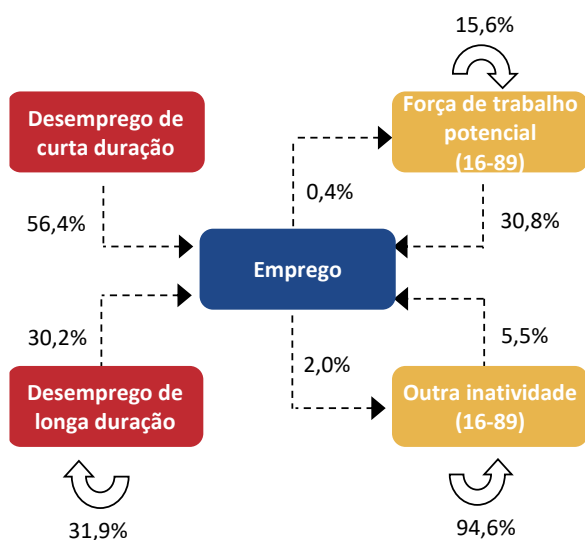 15,6%
Desemprego de
curta duração
Força de trabalho
potencial
(16-89)
56,4%
0,4%
30,8%
Emprego
30,2%
2,0%
5,5%
Desemprego de
longa duração
Outra inatividade
(16-89)
31,9%
94,6%